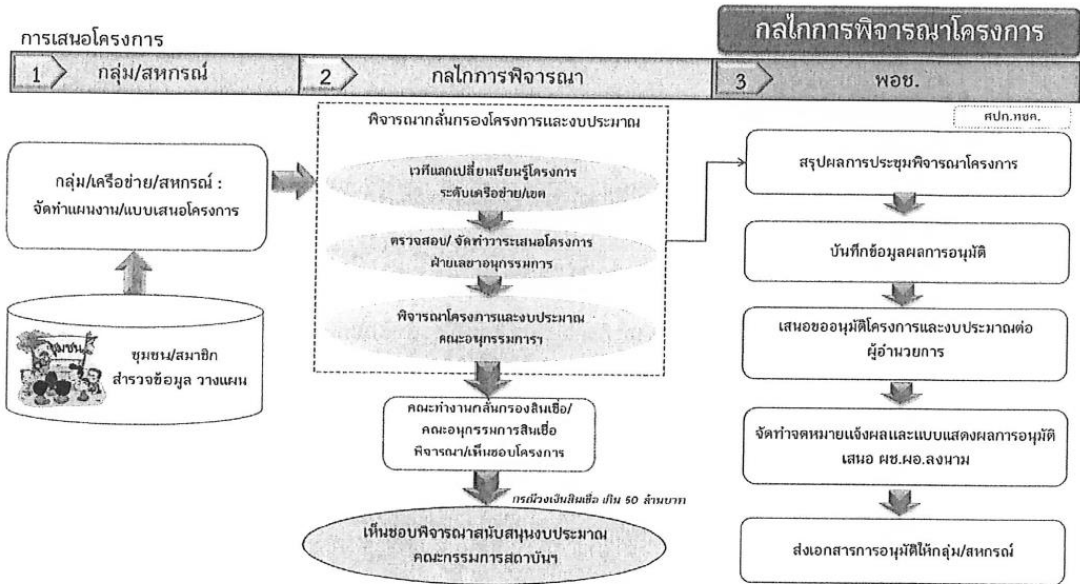 กลไกการพิจารณาโครงการ
การเสนอโครงการ
1 กลุ่ม/สหกรณ์
2 กลไกการพิจารณา
3 พอช.
ชุมชน
ชุมชน/สมาชิก
สำรวจข้อมูล วางแผน
กลุ่ม/เครือข่าย/สหกรณ์ :
จัดทำแผนงาน/แบบเสนอโครงการ
พิจารณากลั่นกรองโครงการและงบประมาณ
เวทีแลกเปลี่ยนเรียนรู้โครงการ
ระดับเครือข่าย/เขต
ตรวจสอบ/ จัดทำวาระเสนอโครงการ
ฝ่ายเลขาอนุกรรมการ
พิจารณาโครงการและงบประมาณ
คณะอนุกรรมการฯ
คณะทำงานกลั่นกรองสินเชื่อ/
คณะอนุกรรมการสินเชื่อ
พิจารณา/เห็นชอบโครงการ
กรณีวงเงินสินเชื่อ เกิน 50 ล้านบาท
เห็นชอบพิจารณาสนับสนุนงบประมาณ
คณะกรรมการสถาบันฯ
ศปก.ทชค.
สรุปผลการประชุมพิจารณาโครงการ
บันทึกข้อมูลผลการอนุมัติ
เสนอขออนุมัติโครงการและงบประมาณต่อ
ผู้อำนวยการ
จัดทำจดหมายแจ้งผลและแบบแสดงผลการอนุมัติ
เสนอ ผช.ผอ.ลงนาม
ส่งเอกสารการอนุมัติให้กลุ่ม/สหกรณ์